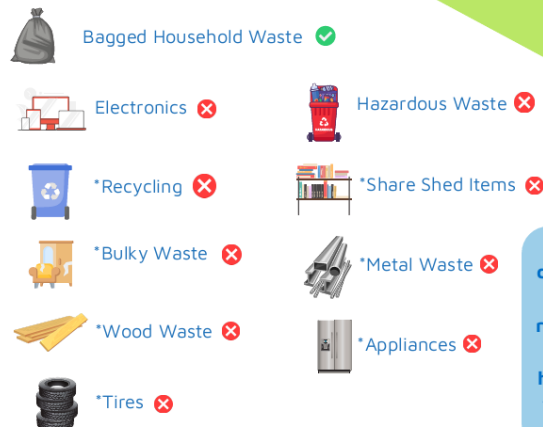 Bagged Household Waste
Electronics
Hazardous Waste
*Recycling
*Share Shed Items
*Bulky Waste
*Metal Waste
*Wood Waste
*Appliances
*Tires